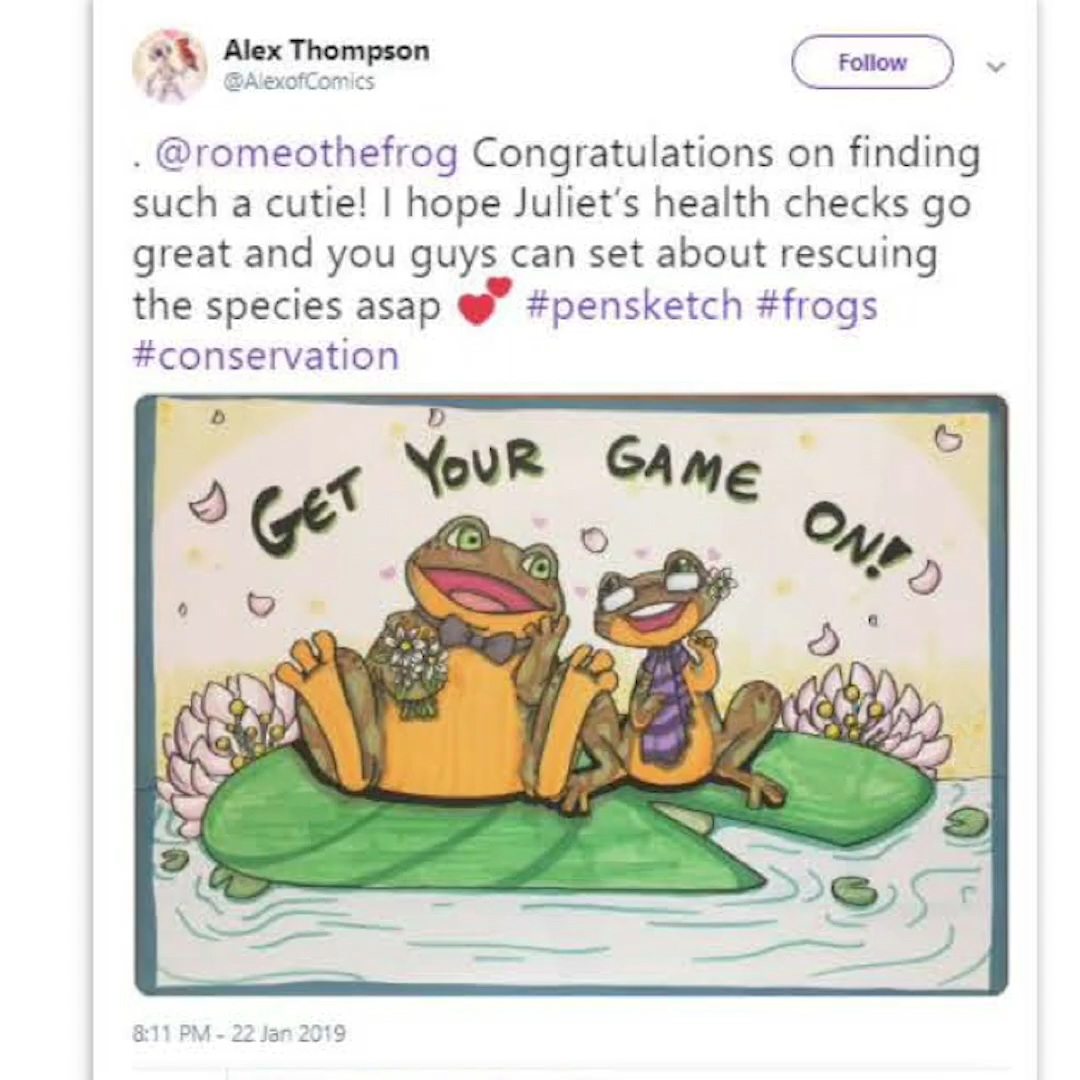 Alex Thompson
@AlexofComics
Follow
. @romeothefrog Congratulations on finding
such a cutie! I hope Juliet's health checks go
great and you guys can set about rescuing
the species asap 💕 #pensketch #frogs
#conservation
GET YOUR GAME ON!
8:11 PM - 22 Jan 2019